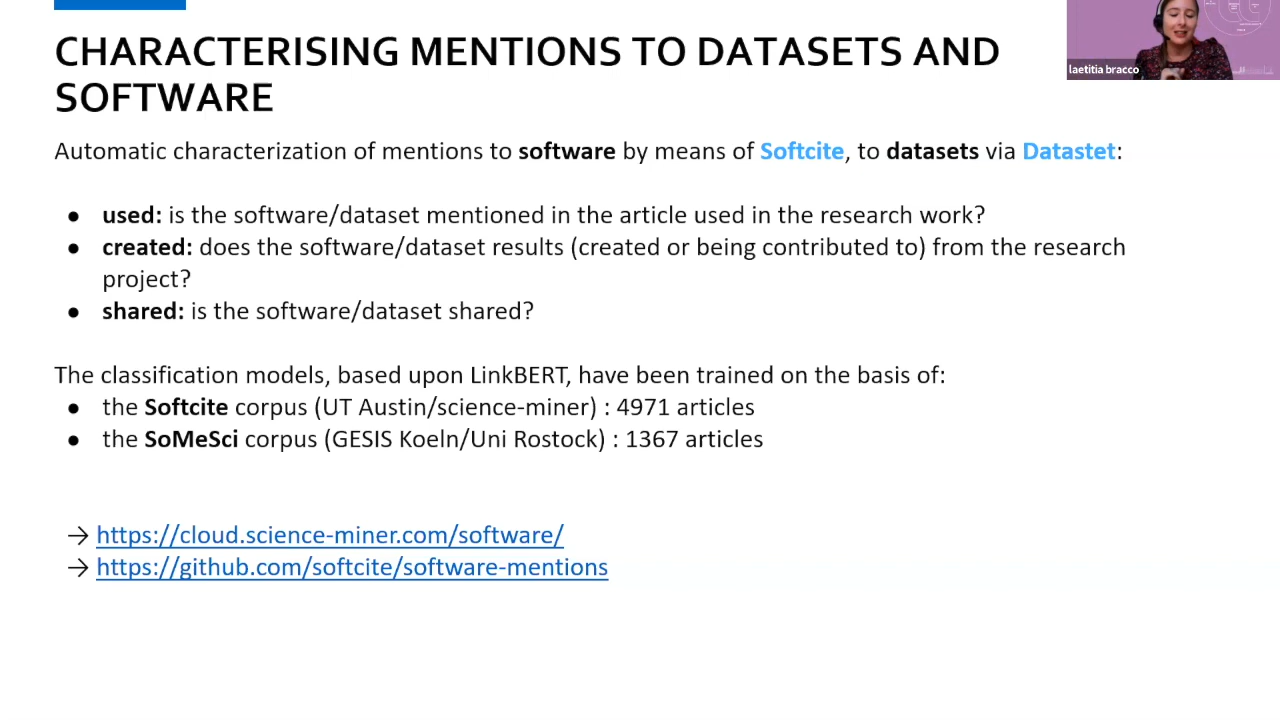 CHARACTERISING MENTIONS TO DATASETS AND
SOFTWARE
laetitia bracco
Automatic characterization of mentions to software by means of Softcite, to datasets via Datastet:
● used: is the software/dataset mentioned in the article used in the research work?
● created: does the software/dataset results (created or being contributed to) from the research
project?
● shared: is the software/dataset shared?
The classification models, based upon LinkBERT, have been trained on the basis of:
● the Softcite corpus (UT Austin/science-miner) : 4971 articles
● the SoMeSci corpus (GESIS Koeln/Uni Rostock) : 1367 articles
→ https://cloud.science-miner.com/software/
→ https://github.com/softcite/software-mentions